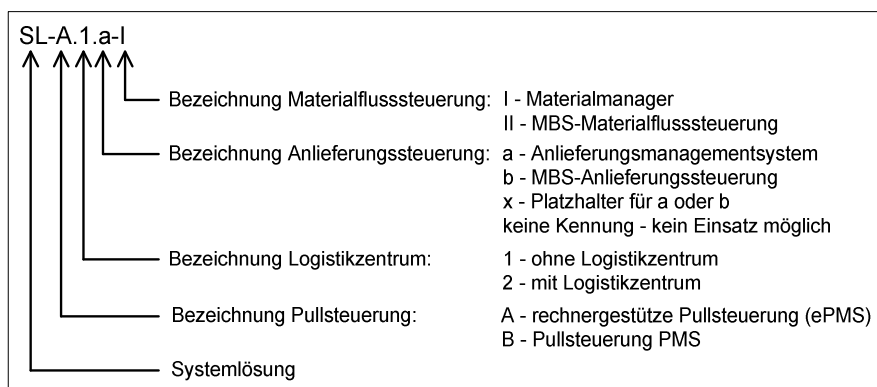 SL-A.1.a-I
Bezeichnung Materialflusssteuerung: I - Materialmanager
II - MBS-Materialflusssteuerung
Bezeichnung Anlieferungssteuerung: a - Anlieferungsmanagementsystem
b - MBS-Anlieferungssteuerung
x - Platzhalter für a oder b
keine Kennung - kein Einsatz möglich
Bezeichnung Logistikzentrum: 1 - ohne Logistikzentrum
2 - mit Logistikzentrum
Bezeichnung Pullsteuerung: A - rechnergestütze Pullsteuerung (ePMS)
B - Pullsteuerung PMS
Systemlösung